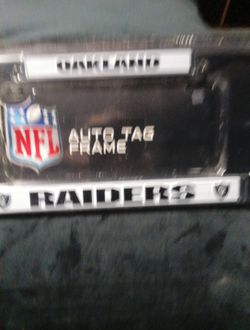 OAKLAND
NFL
AUTO TAG
FRAME
RAIDERS